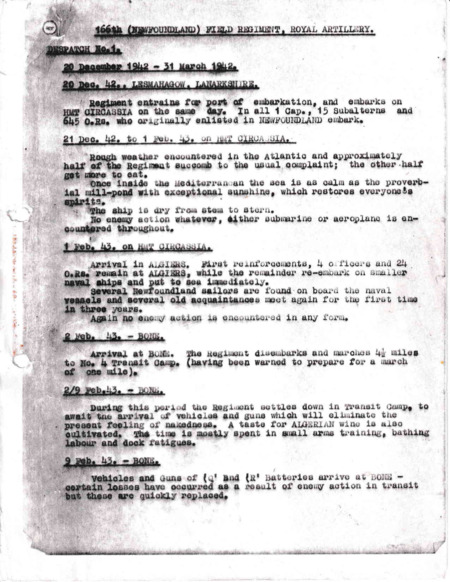 166th (NEWFOUNDLAND) FIELD REGIMENT, ROYAL ARTILLERY.
DESPATCH No.1.
20 December 1942 - 31 March 1942.
20 Dec. 42., LESMAHAGOW, LANARKSHIRE.
Regiment entrains for port of embarkation, and embarks on
HMT CIRCASSIA on the same day. In all 1 Cap., 15 Subalterns and
645 O.Rs. who originally enlisted in NEWFOUNDLAND embark.
21 Dec. 42. to 1 Feb. 43. on HMT CIRCASSIA.
Rough weather encountered in the Atlantic and approximately
half of the Regiment succomb to the usual complaint; the other half
get more to eat.
Once inside the Mediterranean the sea is as calm as the proverb-
ial mill-pond with exceptional sunshine, which restores everyone's
spirits.
The ship is dry from stem to stern.
No enemy action whatever, either submarine or aeroplane is en-
countered throughout.
1 Feb. 43. on HMT CIRCASSIA.
Arrival in ALGIERS. First reinforcements, 4 officers and 24
O.Rs. remain at ALGIERS, while the remainder re-embark on smaller
naval ships and put to sea immediately.
Several Newfoundland sailors are found on board the naval
vessels and several old acquaintances meet again for the first time
in three years.
Again no enemy action is encountered in any form.
2 Feb. 43. - BONE.
Arrival at BONE. The Regiment disembarks and marches 4½ miles
to No. 4 Transit Camp. (having been warned to prepare for a march
of one mile).
2/9 Feb.43. - BONE.
During this period the Regiment settles down in Transit Camp, to
await the arrival of vehicles and guns which will eliminate the
present feeling of nakedness. A taste for ALGERIAN wine is also
cultivated. The time is mostly spent in small arms training, bathing
labour and dock fatigues.
9 Feb. 43. - BONE.
Vehicles and Guns of (Q' and (R' Batteries arrive at BONE -
certain losses have occurred as a result of enemy action in transit
but these are quickly replaced.